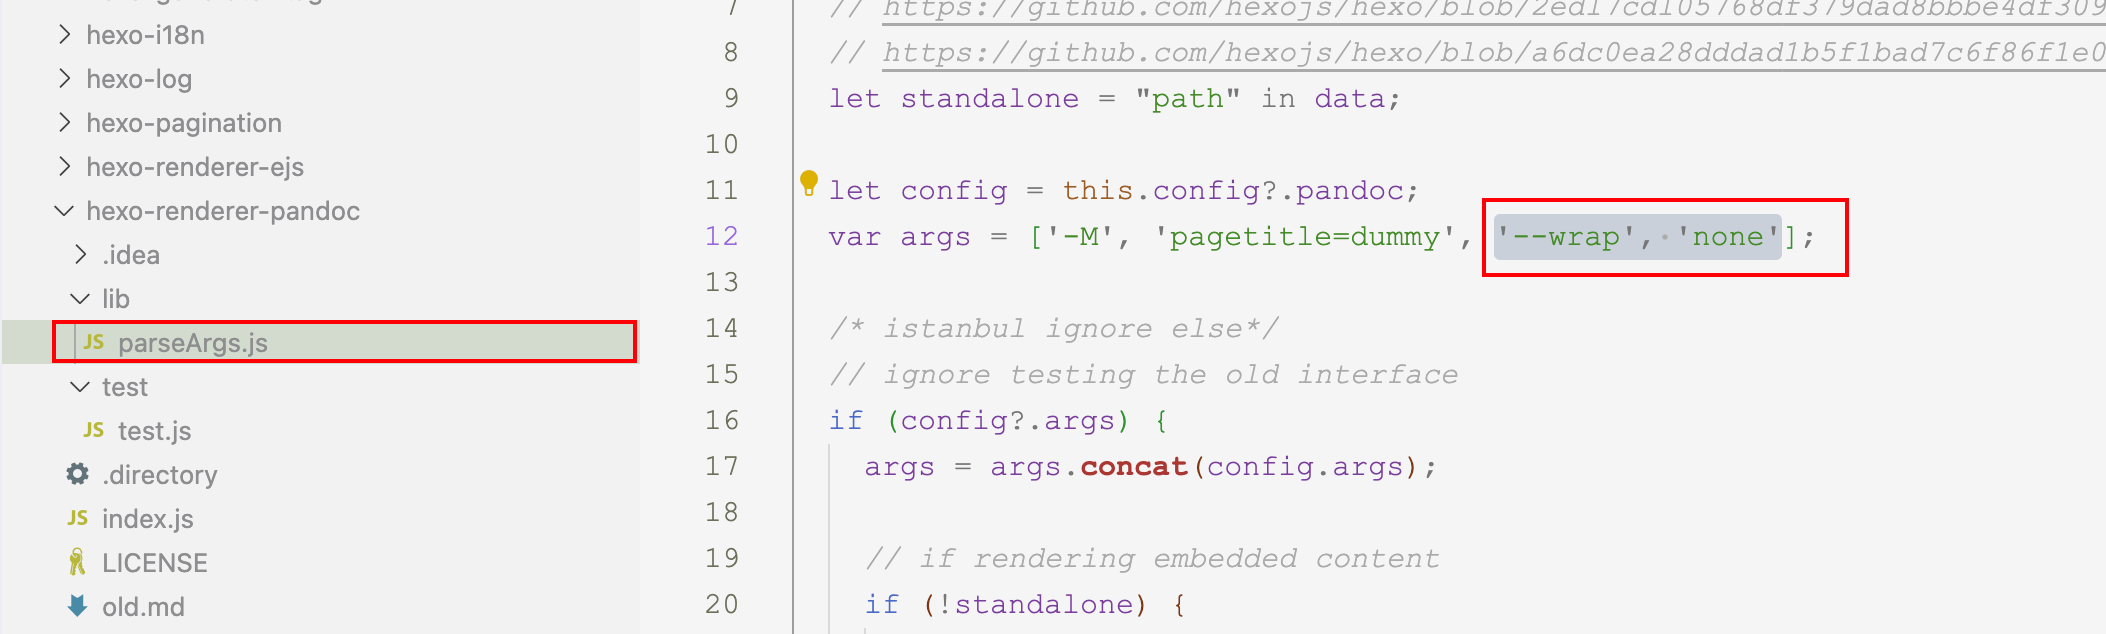 hexo-i18n
hexo-log
hexo-pagination
hexo-renderer-ejs
hexo-renderer-pandoc
.idea
lib
JS parseArgs.js
test
JS test.js
.directory
JS index.js
LICENSE
old.md
7 // https://github.com/hexojs/hexo/blob/2ed17cd105768df379dad8bbbe4df309
8 // https://github.com/hexojs/hexo/blob/a6dc0ea28dddad1b5f1bad7c6f86f1e0
9 let standalone = "path" in data;
10
11 let config = this.config?.pandoc;
12 var args = ['-M', 'pagetitle=dummy', '--wrap', 'none'];
13
14 /* istanbul ignore else*/
15 // ignore testing the old interface
16 if (config?.args) {
17 args = args.concat(config.args);
18
19 // if rendering embedded content
20 if (!standalone) {